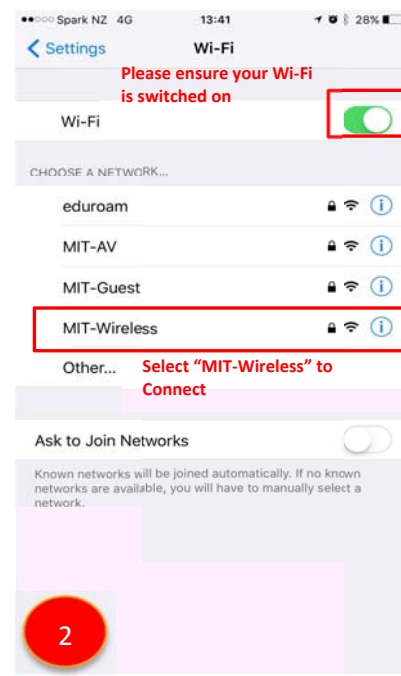 Spark NZ 4G 13:41 28%
Settings Wi-Fi
Please ensure your Wi-Fi
is switched on
Wi-Fi
CHOOSE A NETWORK...
eduroam
MIT-AV
MIT-Guest
MIT-Wireless
Other...
Select “MIT-Wireless” to
Connect
Ask to Join Networks
Known networks will be joined automatically. If no known
networks are available, you will have to manually select a
network.
2